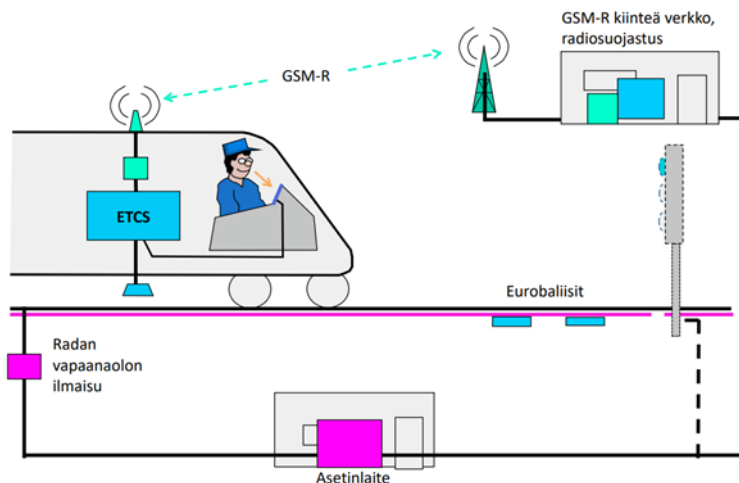 GSM-R kiinteä verkko,
radiosuojastus
GSM-R
ETCS
Eurobaliisit
Radan
vapaanaolon
ilmaisu
Asetinlaite